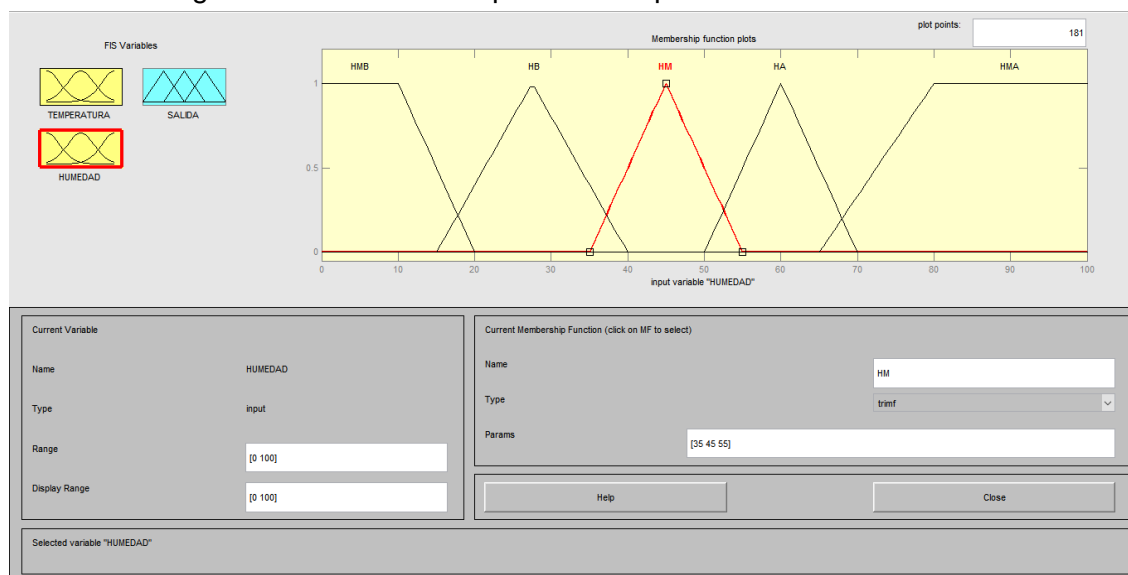 plot points:
181
FIS Variables
Membership function plots
TEMPERATURA
SALIDA
HUMEDAD
HMB
HB
HM
HA
HMA
1
0.5
0
0 10 20 30 40 50 60 70 80 90 100
input variable "HUMEDAD"
Current Variable
Name HUMEDAD
Type input
Range [0 100]
Display Range [0 100]
Current Membership Function (click on MF to select)
Name HM
Type trimf
Params [35 45 55]
Help Close
Selected variable "HUMEDAD"